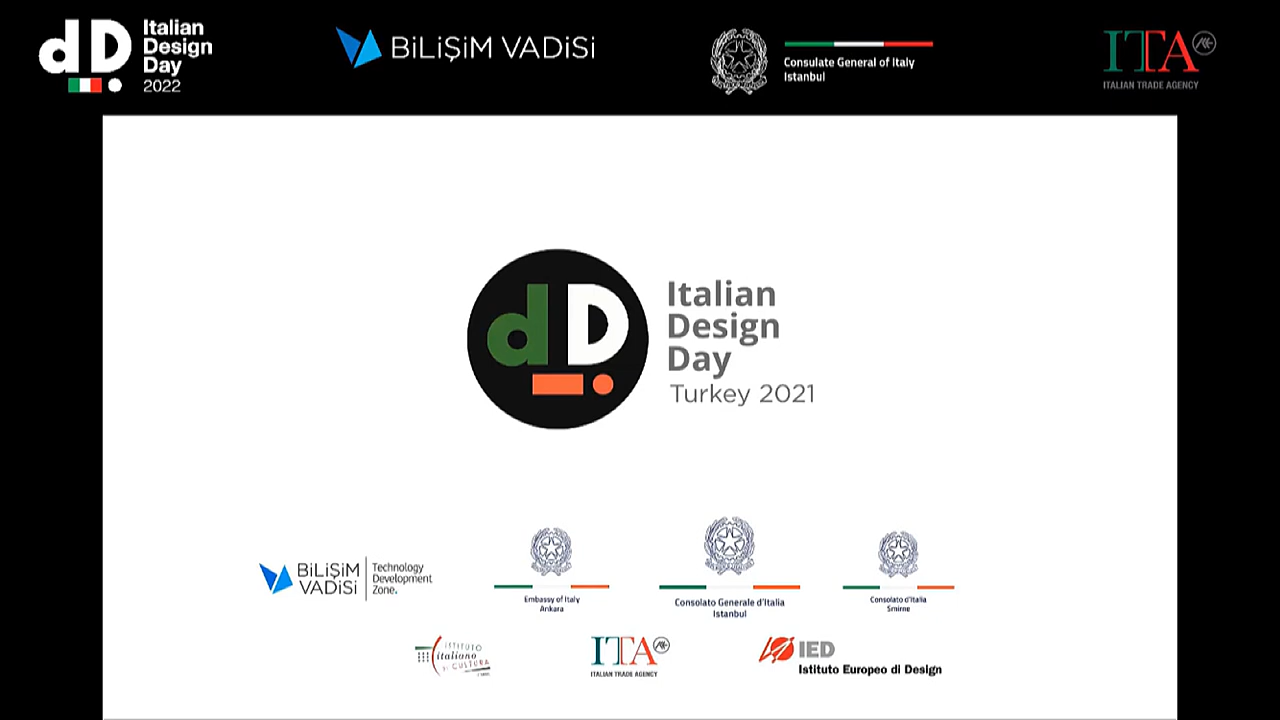 dD
Italian
Design
Day
2022
BiLiŞiM VADiSi
Consulate General of Italy
Istanbul
ITA
ITALIAN TRADE AGENCY
dD
Italian
Design
Day
Turkey 2021
BiLiŞiM
VADiSi
Technology
Development
Zone.
Embassy of Italy
Ankara
Consolato Generale d'Italia
Istanbul
Consolato d'Italia
Smirne
ISTITUTO
italiano
DI CULTURA
ITA
ITALIAN TRADE AGENCY
IED
Istituto Europeo di Design